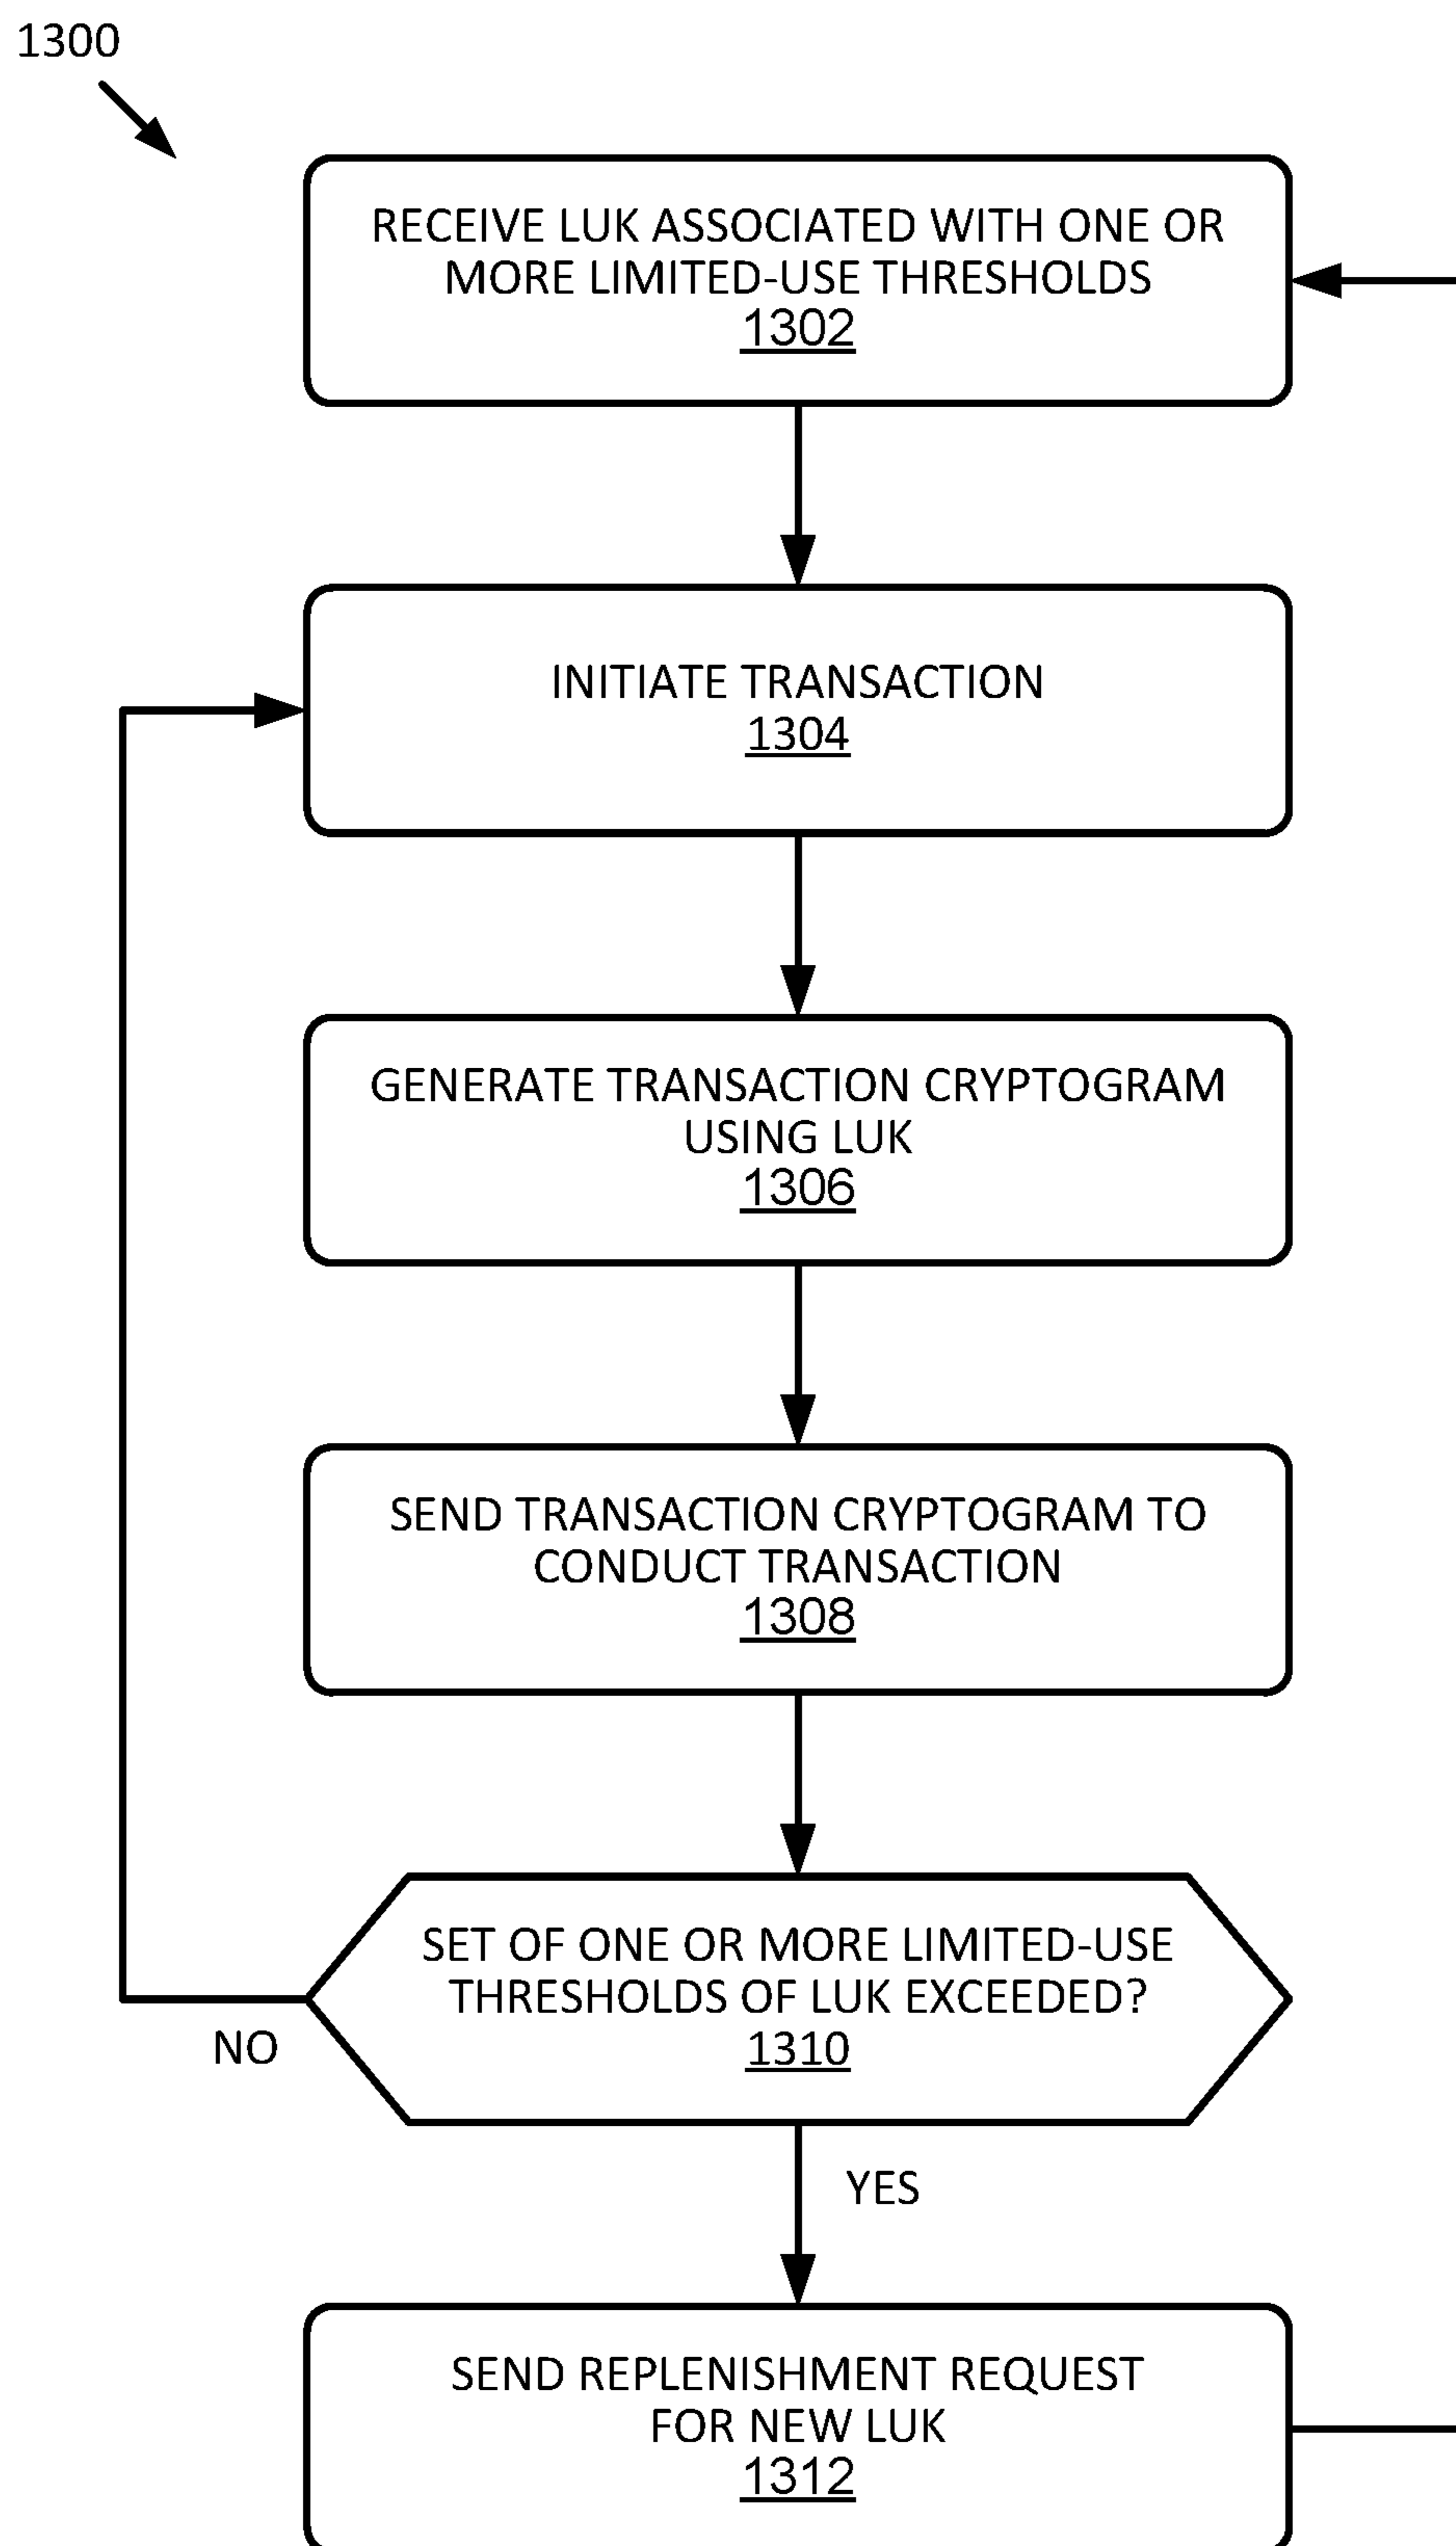 1300
RECEIVE LUK ASSOCIATED WITH ONE OR
MORE LIMITED-USE THRESHOLDS
1302
INITIATE TRANSACTION
1304
GENERATE TRANSACTION CRYPTOGRAM
USING LUK
1306
SEND TRANSACTION CRYPTOGRAM TO
CONDUCT TRANSACTION
1308
SET OF ONE OR MORE LIMITED-USE
THRESHOLDS OF LUK EXCEEDED?
1310
NO
YES
SEND REPLENISHMENT REQUEST
FOR NEW LUK
1312